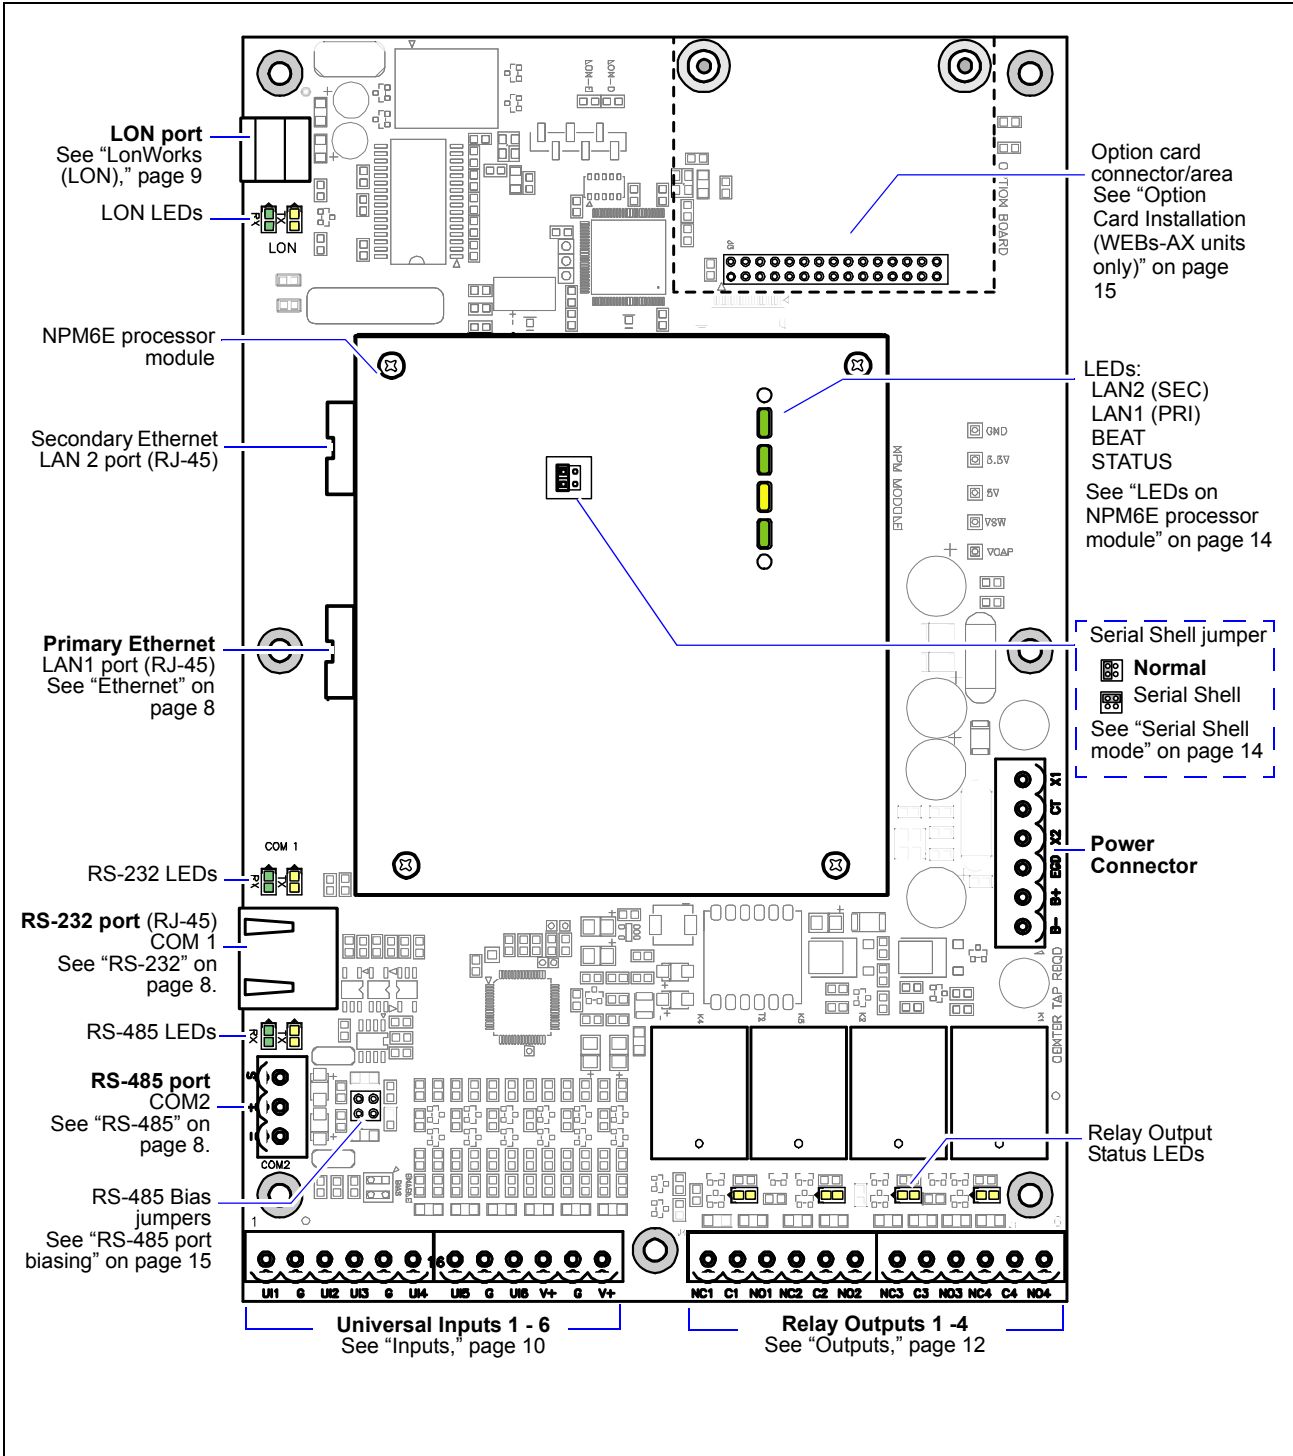 LON port
See “LonWorks
(LON),” page 9
LON LEDs
RX
TX
LON
LON-E
LON-D
Option card
connector/area
See “Option
Card Installation
(WEBs-AX units
only)” on page
15
J6
NPM6E processor
module
Secondary Ethernet
LAN 2 port (RJ-45)
LEDs:
LAN2 (SEC)
LAN1 (PRI)
BEAT
STATUS
See “LEDs on
NPM6E processor
module” on page 14
NPM MODULE
GND
3.3V
5V
VSW
VCAP
Primary Ethernet
LAN1 port (RJ-45)
See “Ethernet” on
page 8
Serial Shell jumper
Normal
Serial Shell
See “Serial Shell
mode” on page 14
X1
CT
X2
EGD
B+
B-
Power
Connector
COM 1
RS-232 LEDs
RX
TX
RS-232 port (RJ-45)
COM 1
See “RS-232” on
page 8.
RS-485 LEDs
RX
TX
RS-485 port
COM2
See “RS-485” on
page 8.
S
+
-
COM2
K4
T2
K5
K2
K1
CENTER TAP REQD
Relay Output
Status LEDs
RS-485 Bias
jumpers
See “RS-485 port
biasing” on page 15
BIAS
ENABLE
1
16
UI1 G UI2 UI3 G UI4 UI5 G UI6 V+ G V+
NC1 C1 NO1 NC2 C2 NO2 NC3 C3 NO3 NC4 C4 NO4
Universal Inputs 1 - 6
See “Inputs,” page 10
Relay Outputs 1 -4
See “Outputs,” page 12